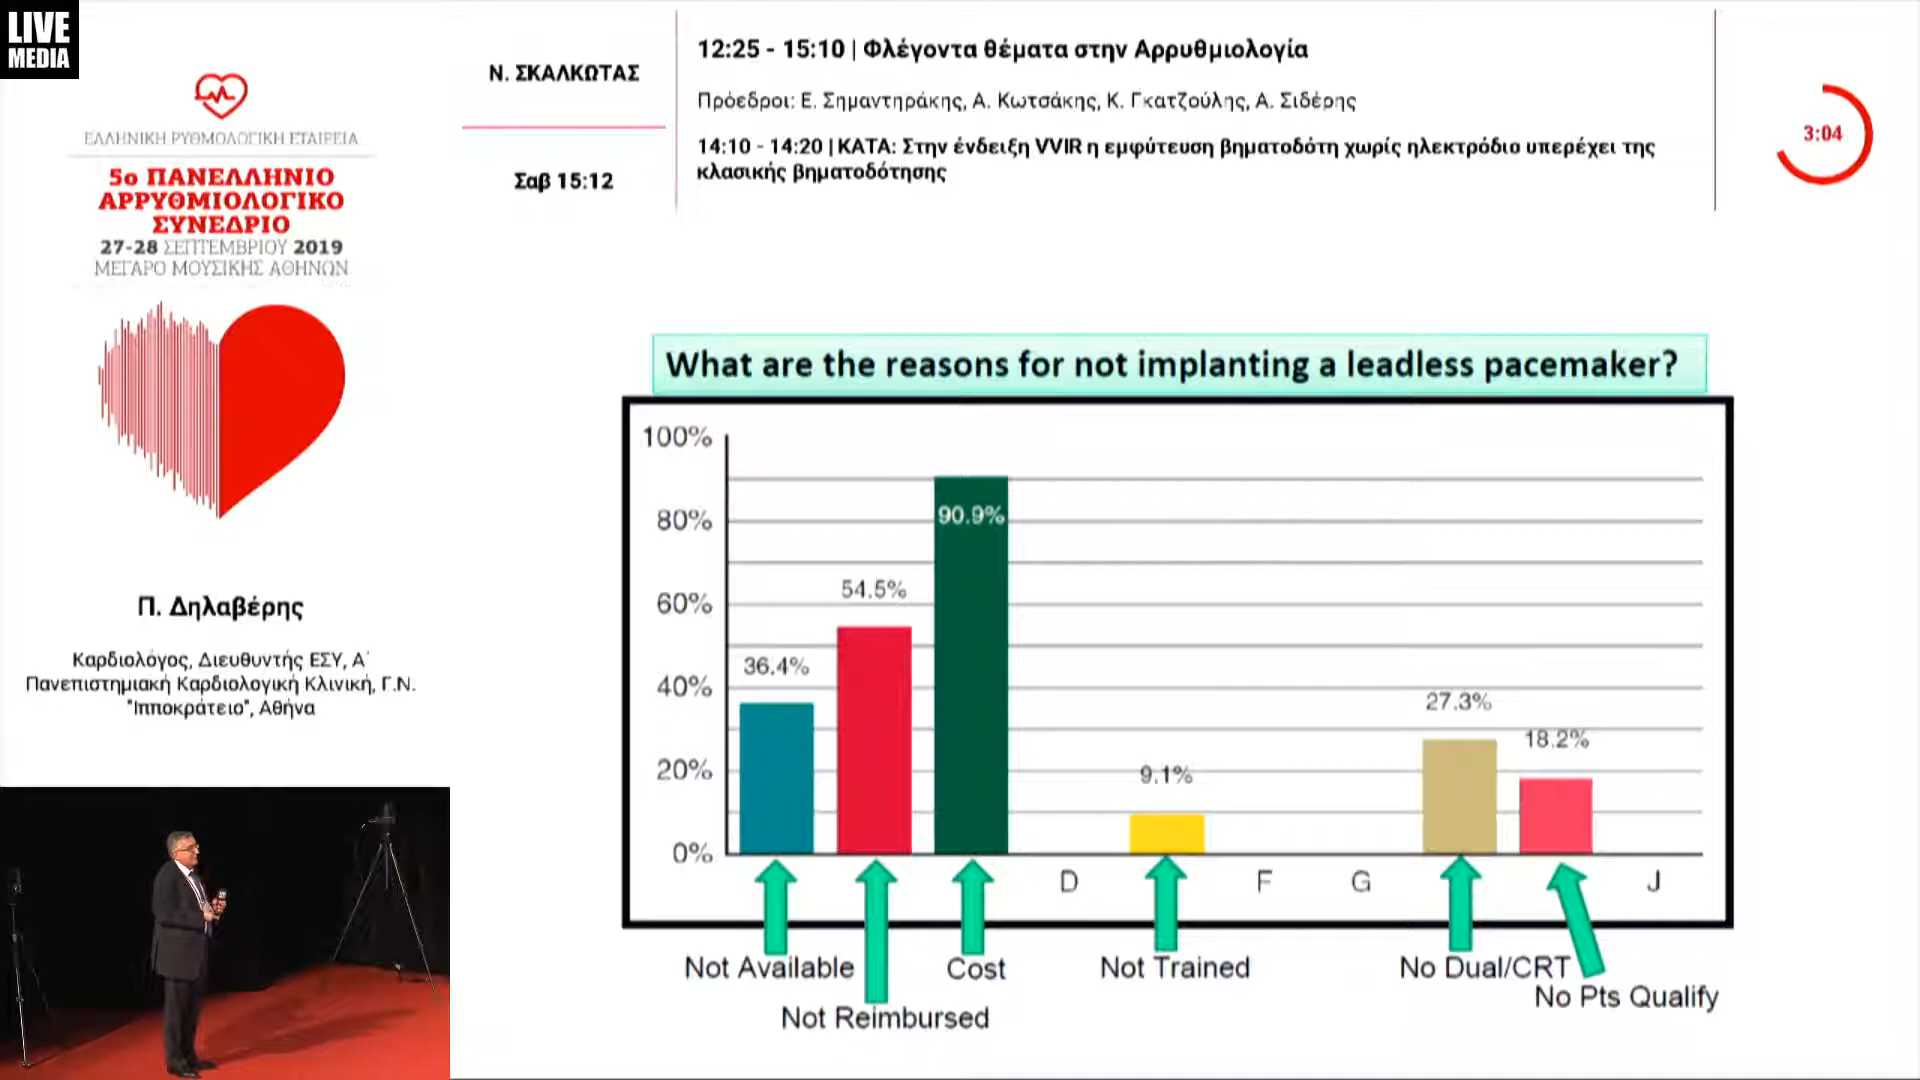 LIVE
MEDIA
ΕΛΛΗΝΙΚΗ ΡΥΘΜΟΛΟΓΙΚΗ ΕΤΑΙΡΕΙΑ
5ο ΠΑΝΕΛΛΗΝΙΟ
ΑΡΡΥΘΜΙΟΛΟΓΙΚΟ
ΣΥΝΕΔΡΙΟ
27-28 ΣΕΠΤΕΜΒΡΙΟΥ 2019
ΜΕΓΑΡΟ ΜΟΥΣΙΚΗΣ ΑΘΗΝΩΝ
Π. Δηλαβέρης
Καρδιολόγος, Διευθυντής ΕΣΥ, Α΄
Πανεπιστημιακή Καρδιολογική Κλινική, Γ.Ν.
"Ιπποκράτειο", Αθήνα
Ν. ΣΚΑΛΚΩΤΑΣ
Σαβ 15:12
12:25 - 15:10 | Φλέγοντα θέματα στην Αρρυθμιολογία
Πρόεδροι: Ε. Σημαντηράκης, Α. Κωτσάκης, Κ. Γκατζούλης, Α. Σιδέρης
14:10 - 14:20 | ΚΑΤΑ: Στην ένδειξη VVIR η εμφύτευση βηματοδότη χωρίς ηλεκτρόδιο υπερέχει της
κλασικής βηματοδότησης
3:04
What are the reasons for not implanting a leadless pacemaker?
100%
80%
60%
40%
20%
0%
36.4%
54.5%
90.9%
9.1%
27.3%
18.2%
D
F
G
J
Not Available
Not Reimbursed
Cost
Not Trained
No Dual/CRT
No Pts Qualify